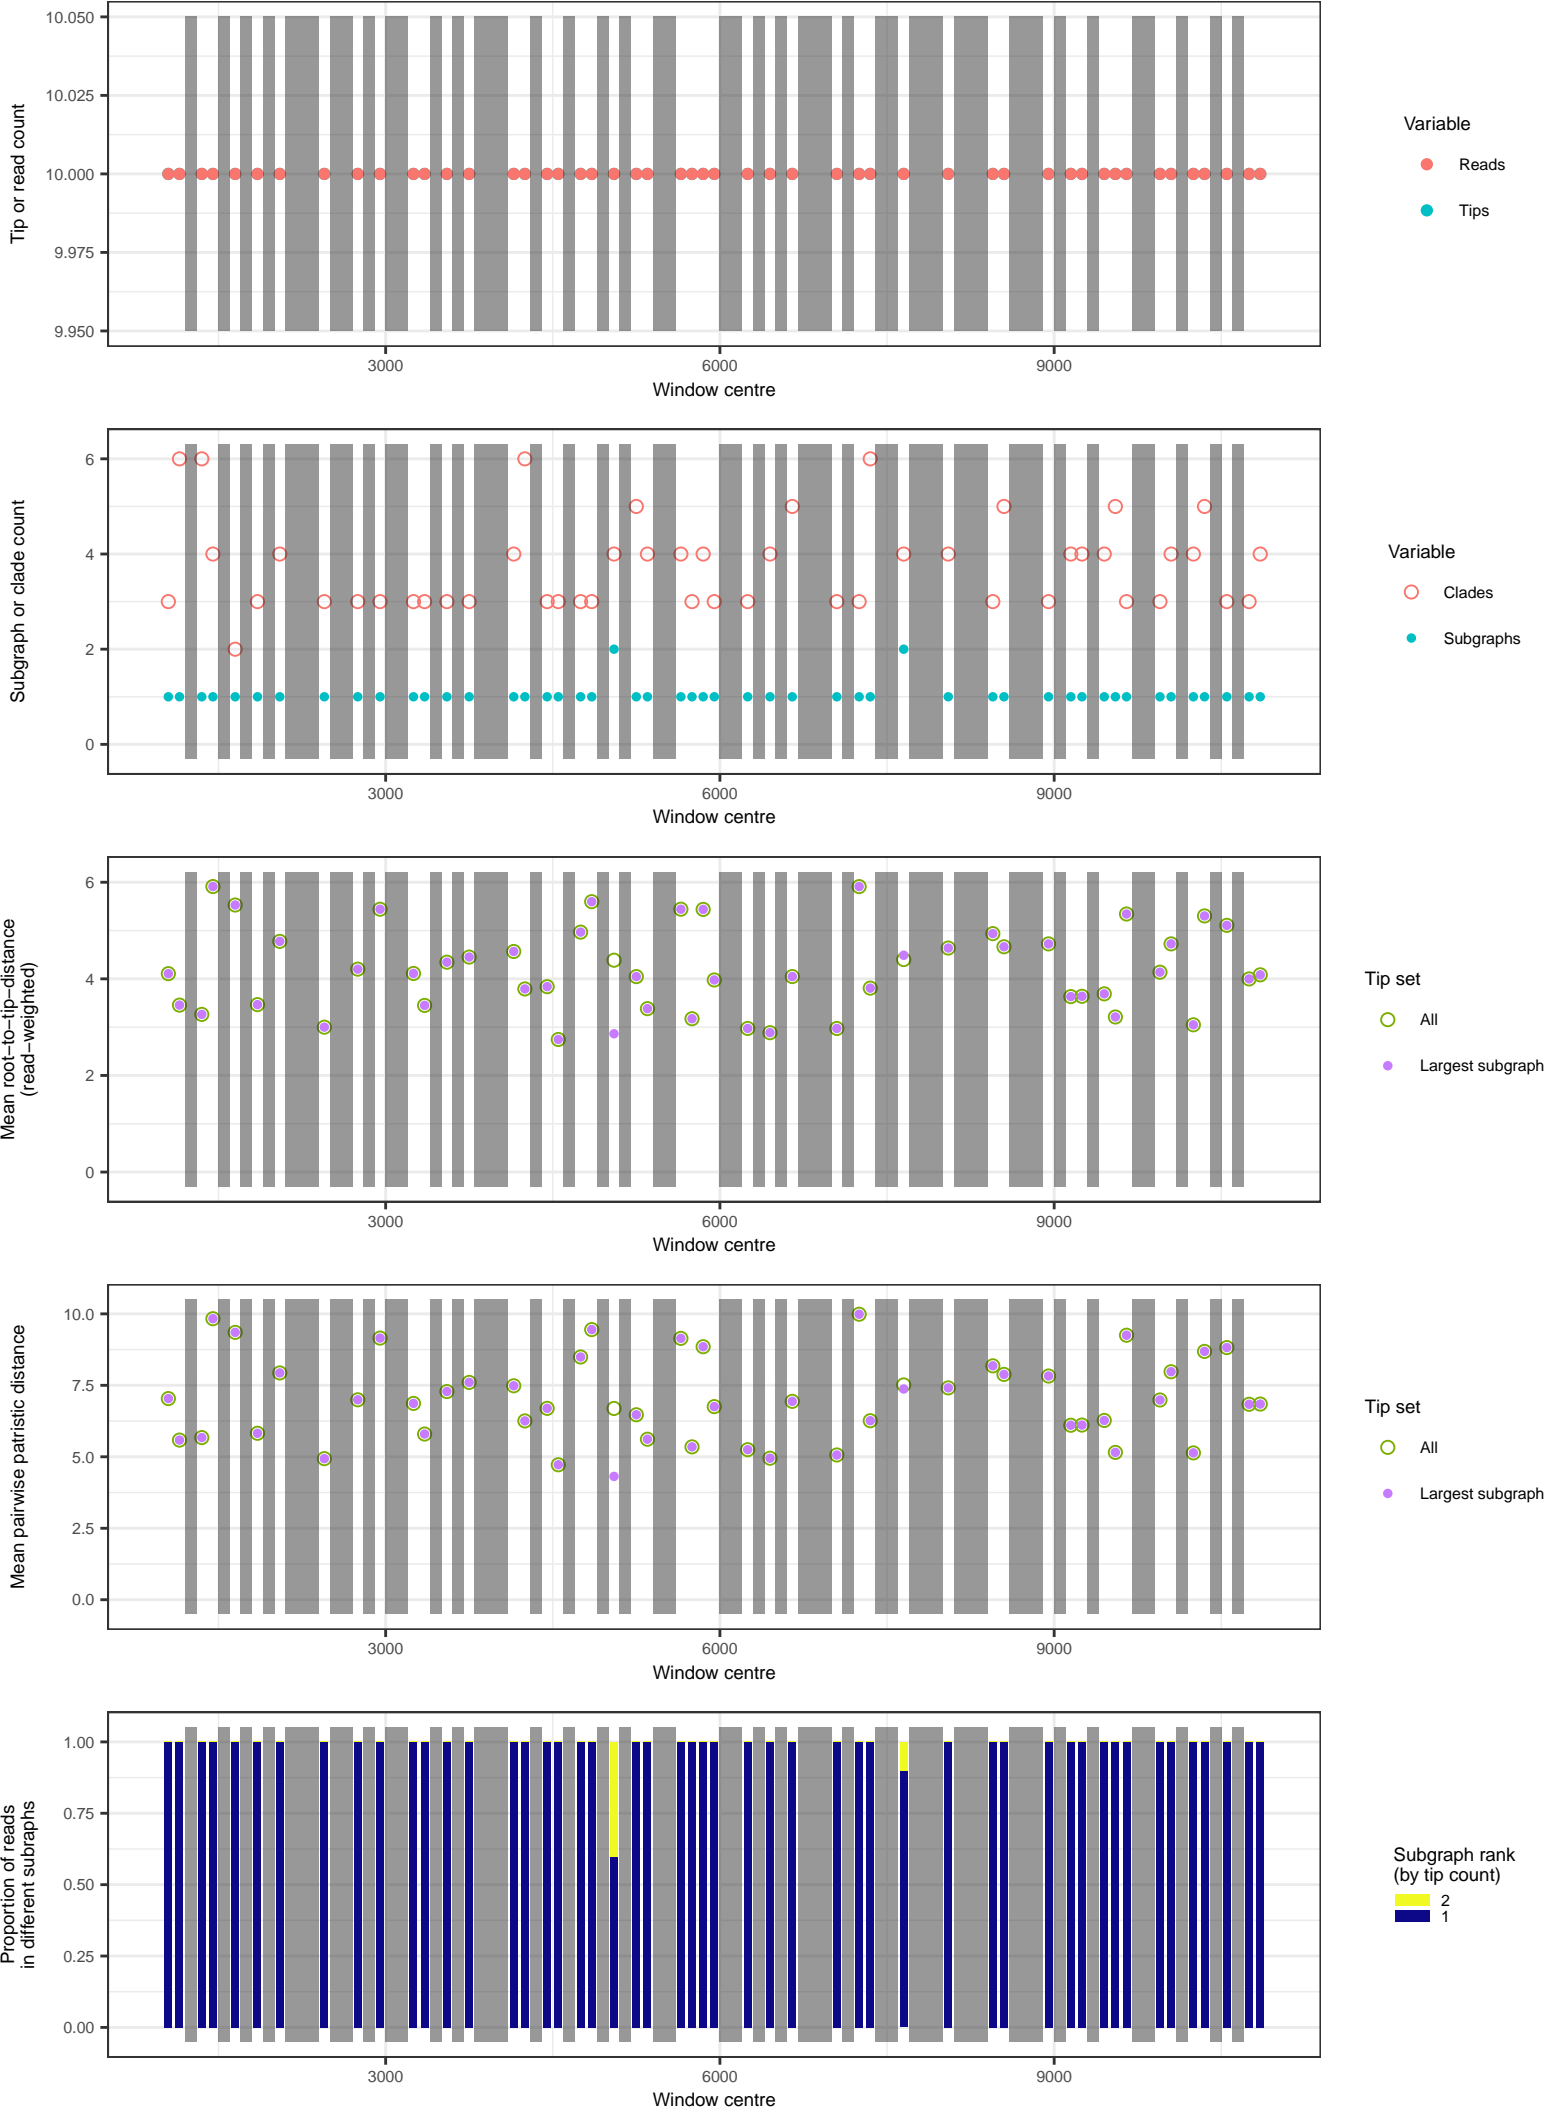 10.050
10.025
10.000
9.975
9.950
Tip or read count
3000 6000 9000
Window centre
Variable
Reads
Tips
6
4
2
0
Subgraph or clade count
3000 6000 9000
Window centre
Variable
Clades
Subgraphs
6
4
2
0
Mean root−to−tip−distance
(read−weighted)
3000 6000 9000
Window centre
Tip set
All
Largest subgraph
10.0
7.5
5.0
2.5
0.0
Mean pairwise patristic distance
3000 6000 9000
Window centre
Tip set
All
Largest subgraph
1.00
0.75
0.50
0.25
0.00
Proportion of reads
in different subraphs
3000 6000 9000
Window centre
Subgraph rank
(by tip count)
2
1